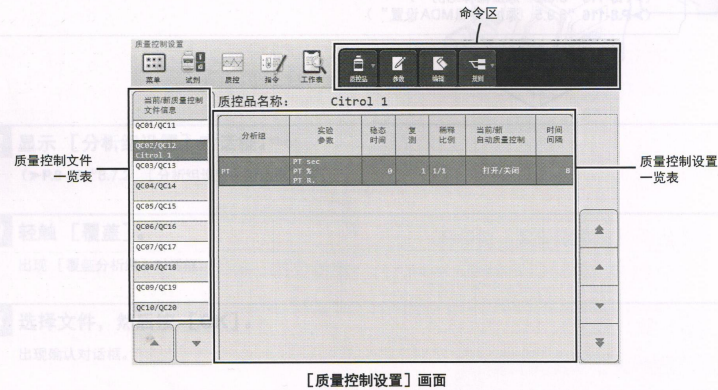 命令区
质量控制设置
菜单 试剂 质控 指令 工作表 质控品 参数 编辑 规则
当前/新质量控制
文件信息
质控品名称： Citrol 1
QC01/QC11
QC02/QC12
Citrol 1
QC03/QC13
QC04/QC14
QC05/QC15
QC06/QC16
QC07/QC17
QC08/QC18
QC09/QC19
QC10/QC20
分析组 实验参数 稳态时间 复测 稀释比例 当前/新自动质量控制 时间间隔
PT PT sec 0 1 1/1 打开/关闭 8
PT %
PT R.
质量控制文件
一览表
质量控制设置
一览表
［质量控制设置］画面